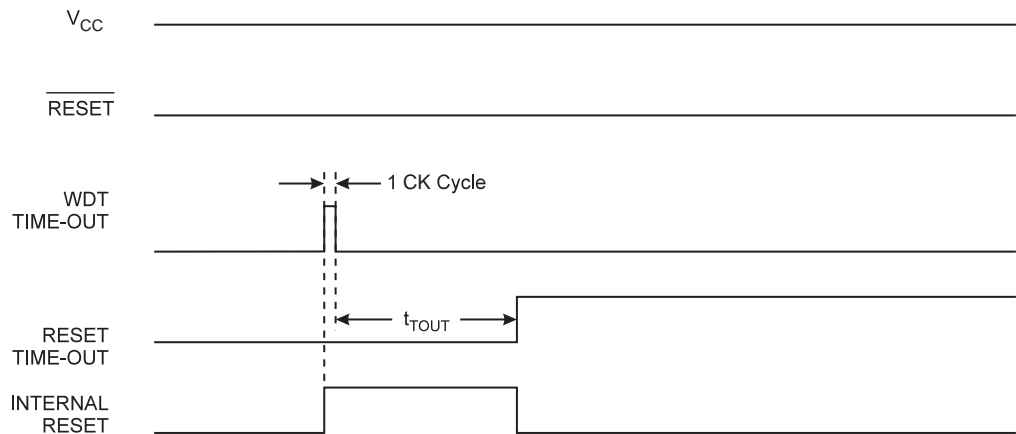 VCC
RESET
1 CK Cycle
WDT
TIME-OUT
tTOUT
RESET
TIME-OUT
INTERNAL
RESET